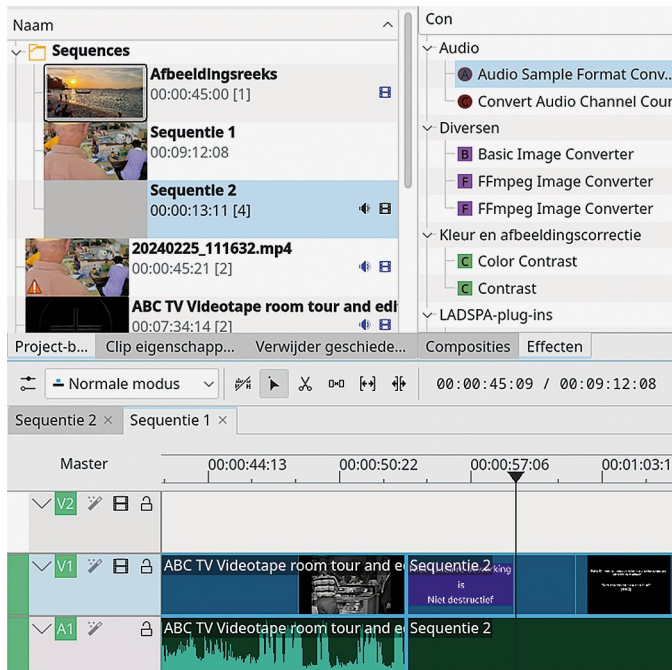 Naam
Sequences
Afbeeldingsreeks
00:00:45:00 [1]
Sequentie 1
00:09:12:08
Sequentie 2
00:00:13:11 [4]
20240225_111632.mp4
00:00:45:21 [2]
ABC TV Videotape room tour and edi
00:07:34:14 [2]
Project-b... Clip eigenschapp... Verwijder geschiede...
Con
Audio
A Audio Sample Format Conv..
C Convert Audio Channel Cour
Diversen
B Basic Image Converter
F FFmpeg Image Converter
F FFmpeg Image Converter
Kleur en afbeeldingscorrectie
C Color Contrast
C Contrast
LADSPA-plug-ins
Composities Effecten
Normale modus 00:00:45:09 / 00:09:12:08
Sequentie 2 × Sequentie 1 ×
Master 00:00:44:13 00:00:50:22 00:00:57:06 00:01:03:1
V2
V1 ABC TV Videotape room tour and e Sequentie 2
is
Niet destructief
A1 ABC TV Videotape room tour and e Sequentie 2